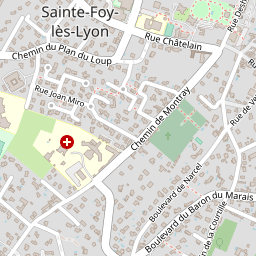 Sainte-Foy-
lès-Lyon
Rue Châtelain
Chemin du Plan du Loup
Rue Joan Miro
Chemin de Montray
Boulevard de Narcel
Boulevard du Baron du Marais